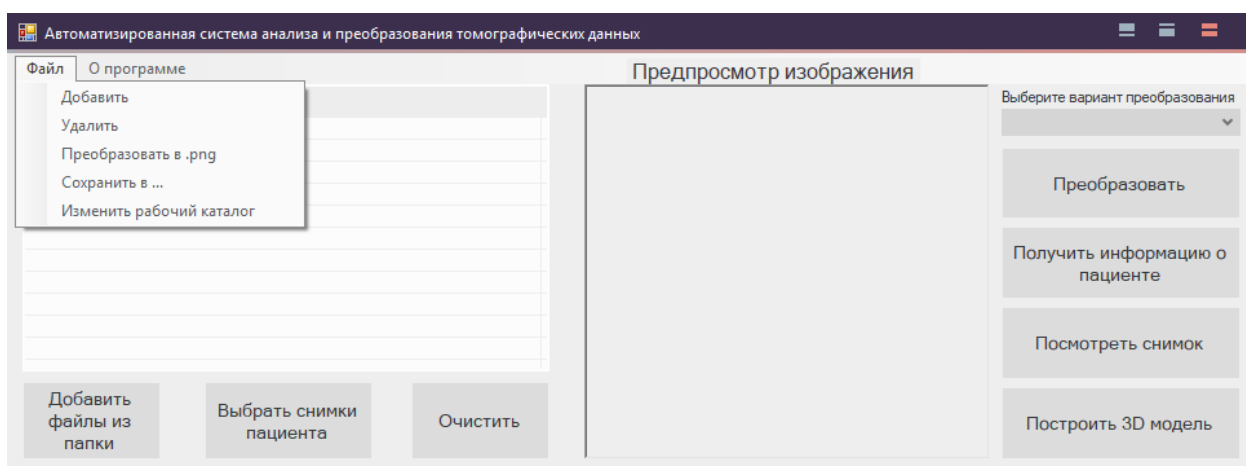 Автоматизированная система анализа и преобразования томографических данных
Файл О программе
Добавить
Удалить
Преобразовать в .png
Сохранить в ...
Изменить рабочий каталог
Предпросмотр изображения
Выберите вариант преобразования
Преобразовать
Получить информацию о
пациенте
Посмотреть снимок
Построить 3D модель
Добавить
файлы из
папки
Выбрать снимки
пациента
Очистить